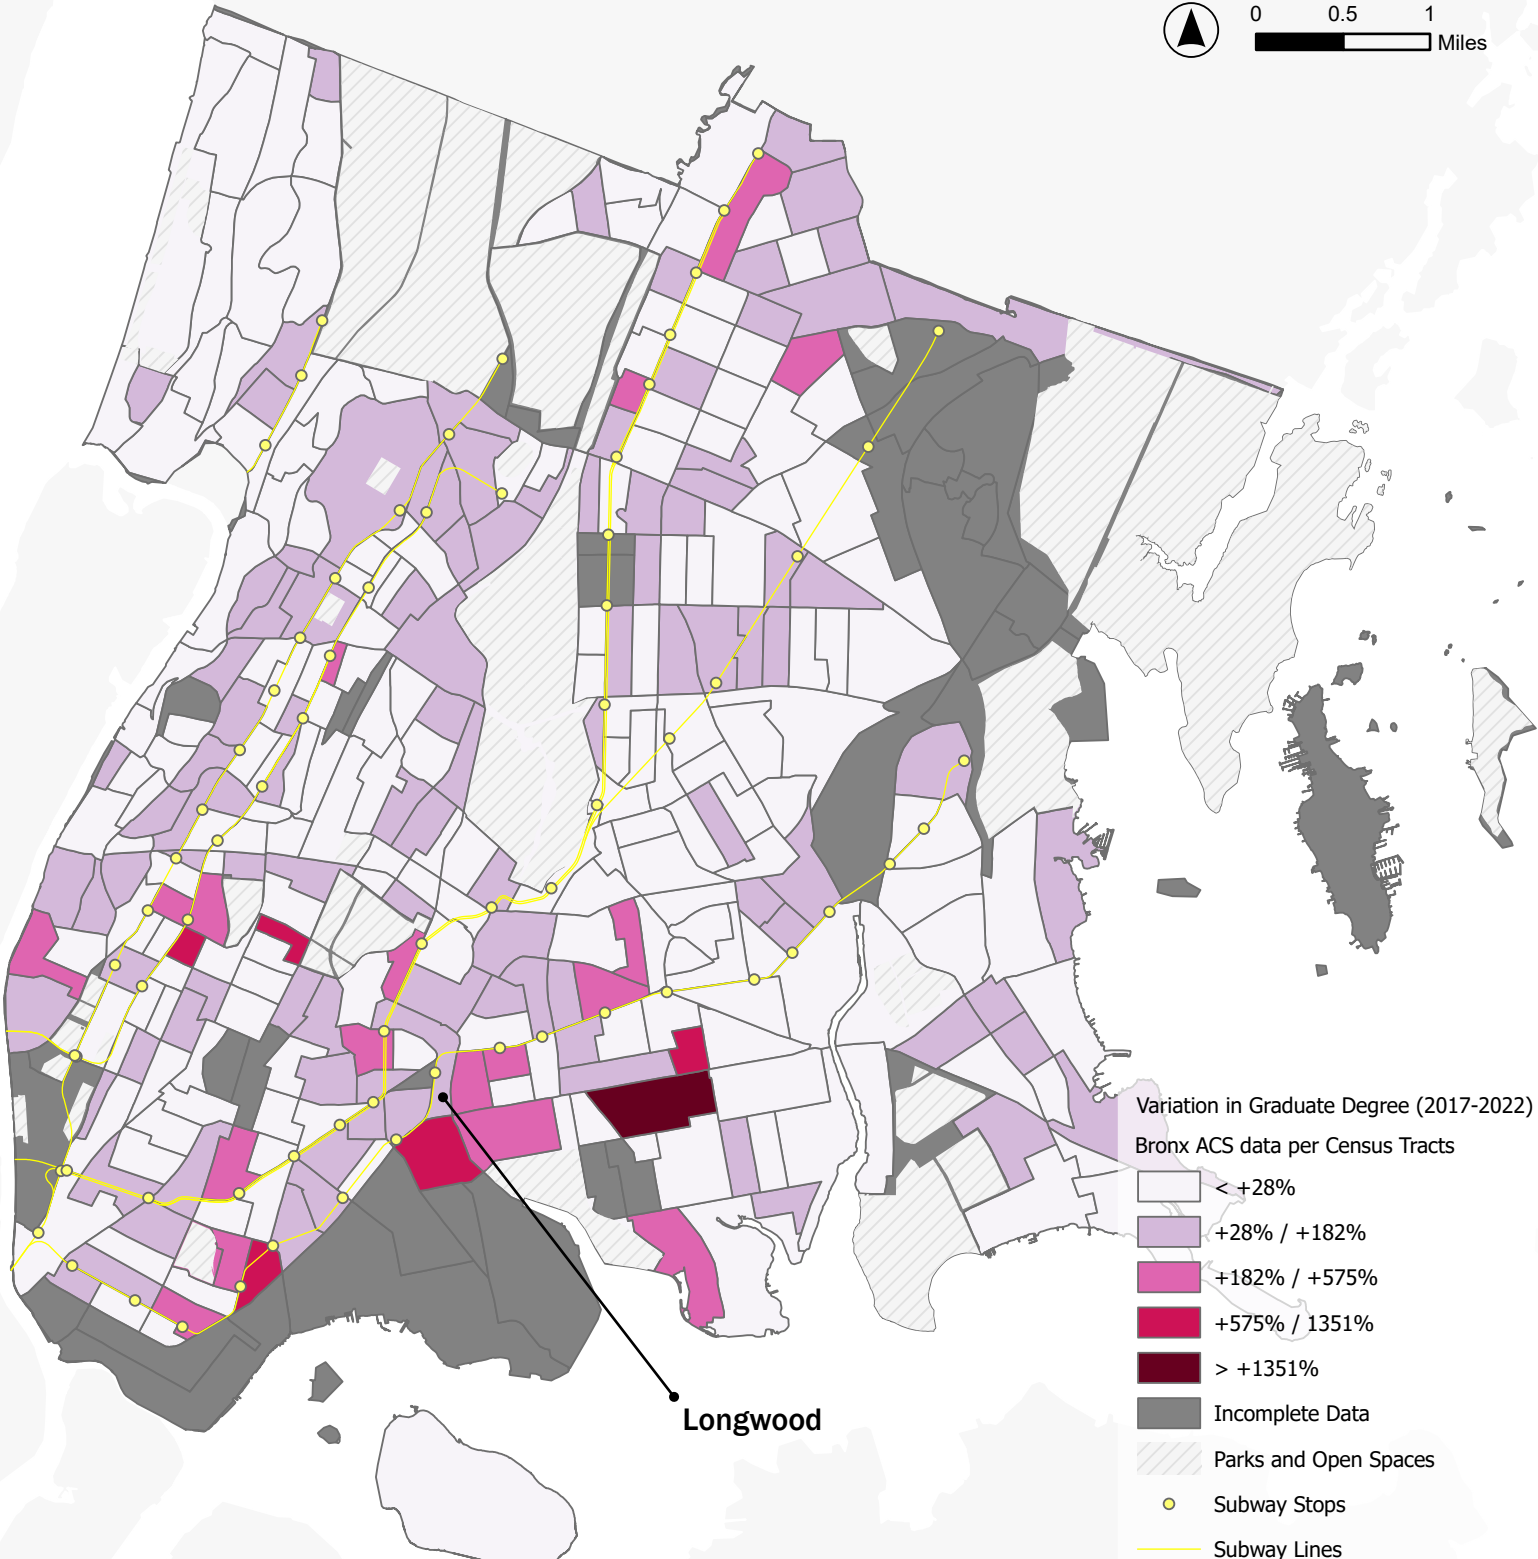 0 0.5 1
Miles
Variation in Graduate Degree (2017-2022)
Bronx ACS data per Census Tracts
< +28%
+28% / +182%
+182% / +575%
+575% / 1351%
> +1351%
Incomplete Data
Parks and Open Spaces
Subway Stops
Subway Lines
Longwood